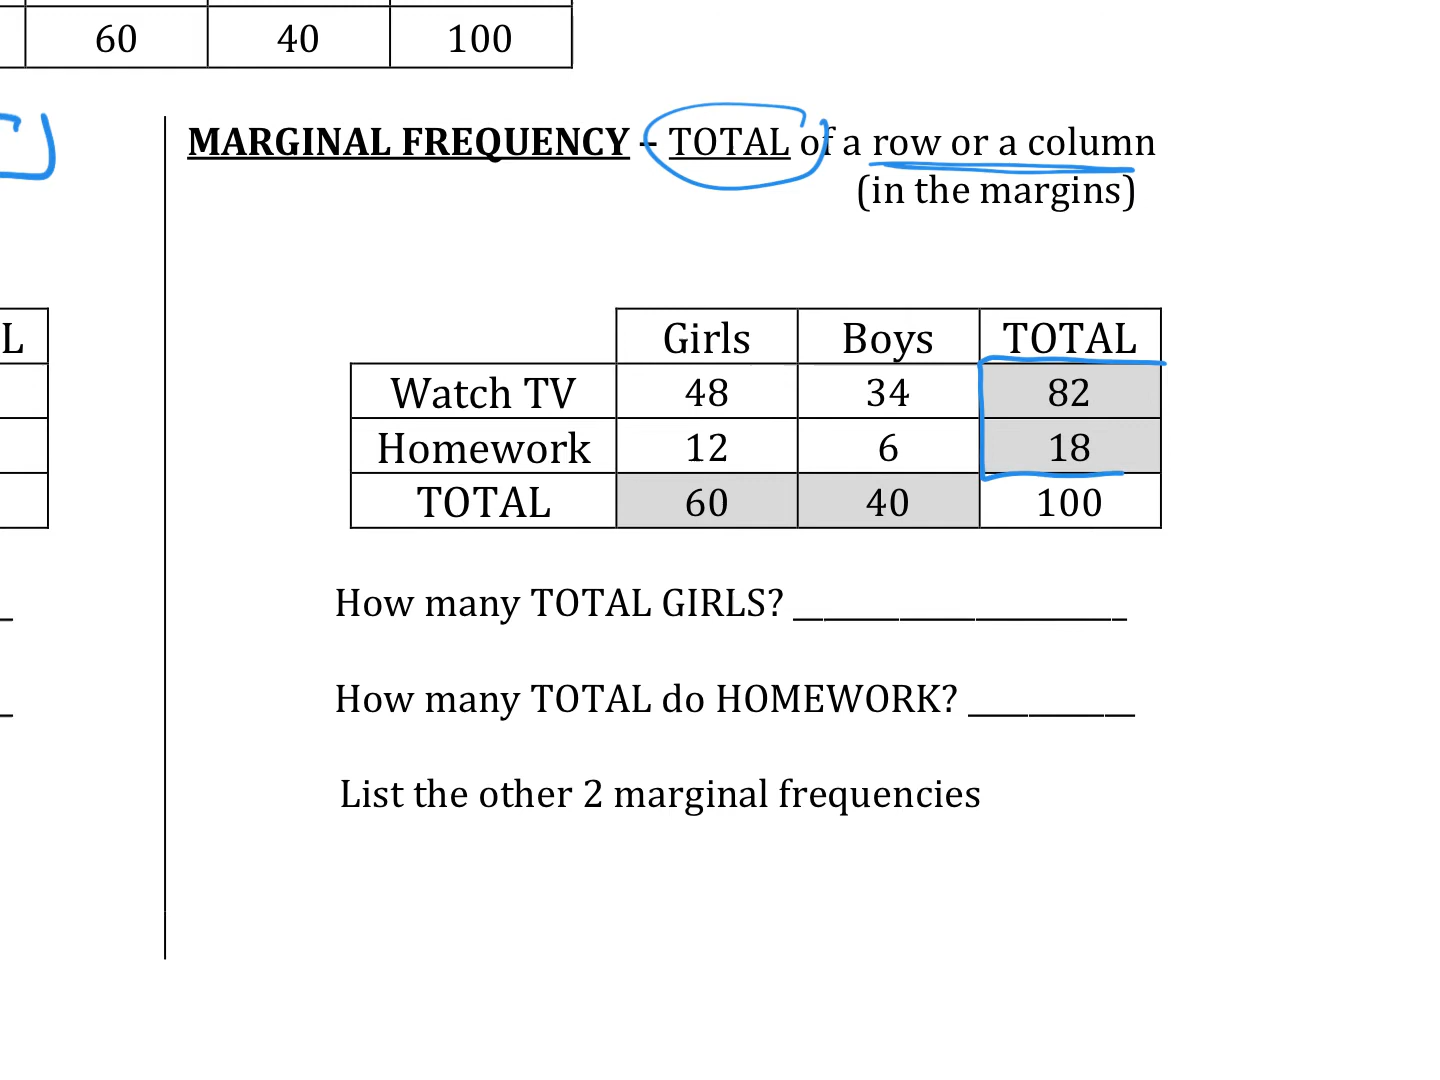 60 40 100
MARGINAL FREQUENCY – TOTAL of a row or a column
(in the margins)
Girls Boys TOTAL
L
Watch TV 48 34 82
Homework 12 6 18
TOTAL 60 40 100
How many TOTAL GIRLS? ______________________
How many TOTAL do HOMEWORK? ___________
List the other 2 marginal frequencies